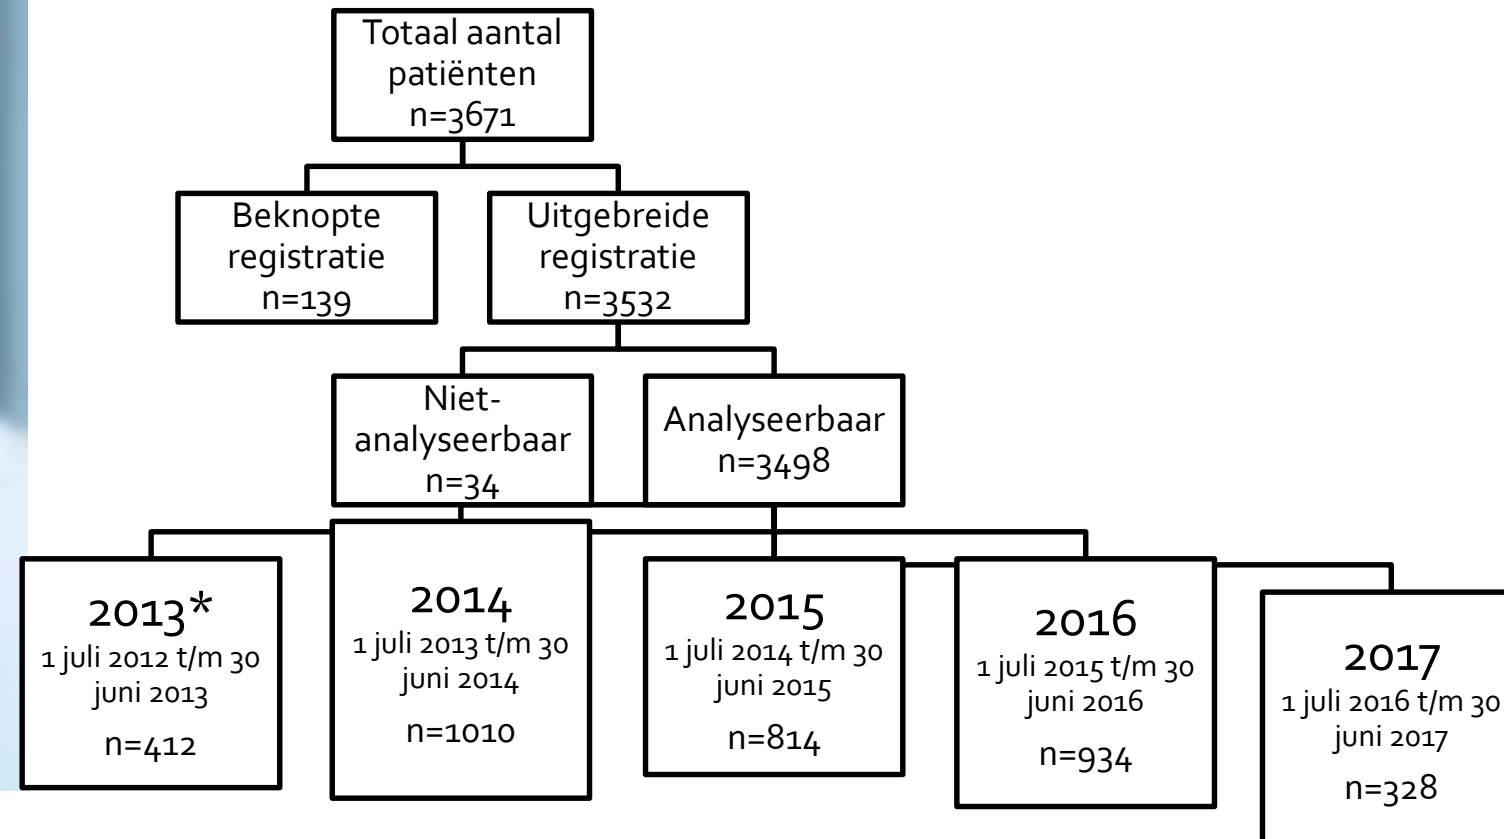 Totaal aantal
patiënten
n=3671
Beknopte
registratie
n=139
Uitgebreide
registratie
n=3532
Niet-
analyseerbaar
n=34
Analyseerbaar
n=3498
2013*
1 juli 2012 t/m 30
juni 2013
n=412
2014
1 juli 2013 t/m 30
juni 2014
n=1010
2015
1 juli 2014 t/m 30
juni 2015
n=814
2016
1 juli 2015 t/m 30
juni 2016
n=934
2017
1 juli 2016 t/m 30
juni 2017
n=328